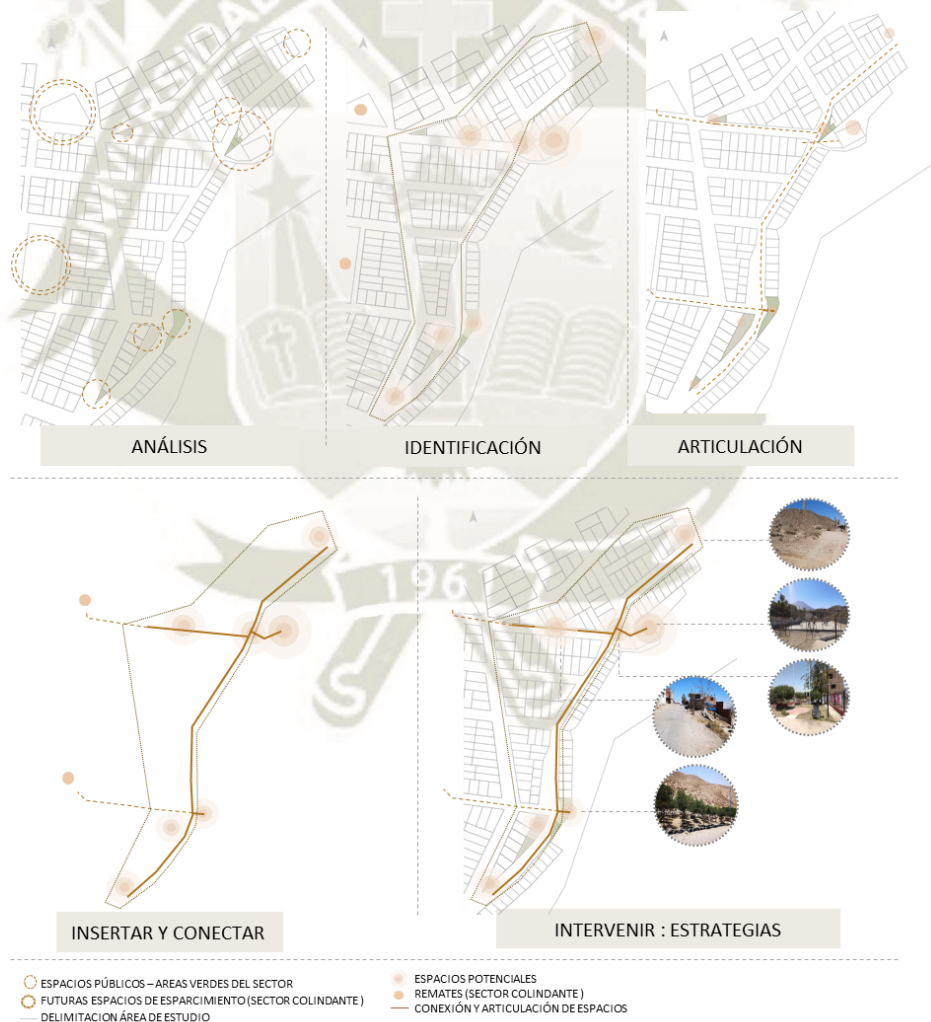 ANÁLISIS
IDENTIFICACIÓN
ARTICULACIÓN
196
S
INSERTAR Y CONECTAR
INTERVENIR : ESTRATEGIAS
ESPACIOS PÚBLICOS – AREAS VERDES DEL SECTOR
FUTURAS ESPACIOS DE ESPARCIMIENTO (SECTOR COLINDANTE )
DELIMITACION ÁREA DE ESTUDIO
ESPACIOS POTENCIALES
REMATES (SECTOR COLINDANTE )
CONEXIÓN Y ARTICULACIÓN DE ESPACIOS